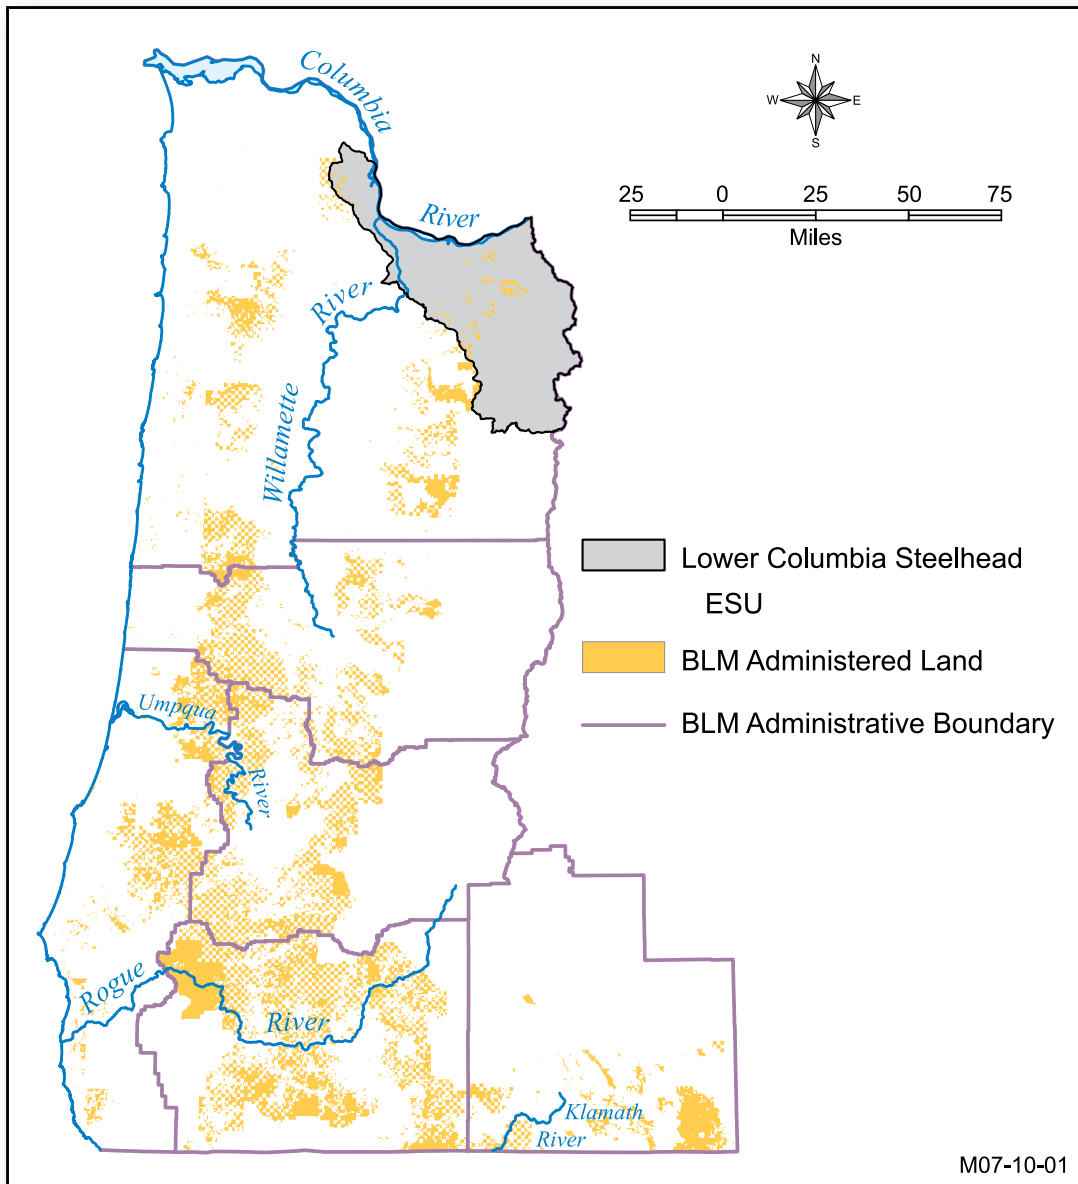 Columbia
River
N
W E
S
25 0 25 50 75
Miles
River
Willamette
Lower Columbia Steelhead
ESU
BLM Administered Land
BLM Administrative Boundary
Umpqua
River
Rogue
River
Klamath
River
M07-10-01